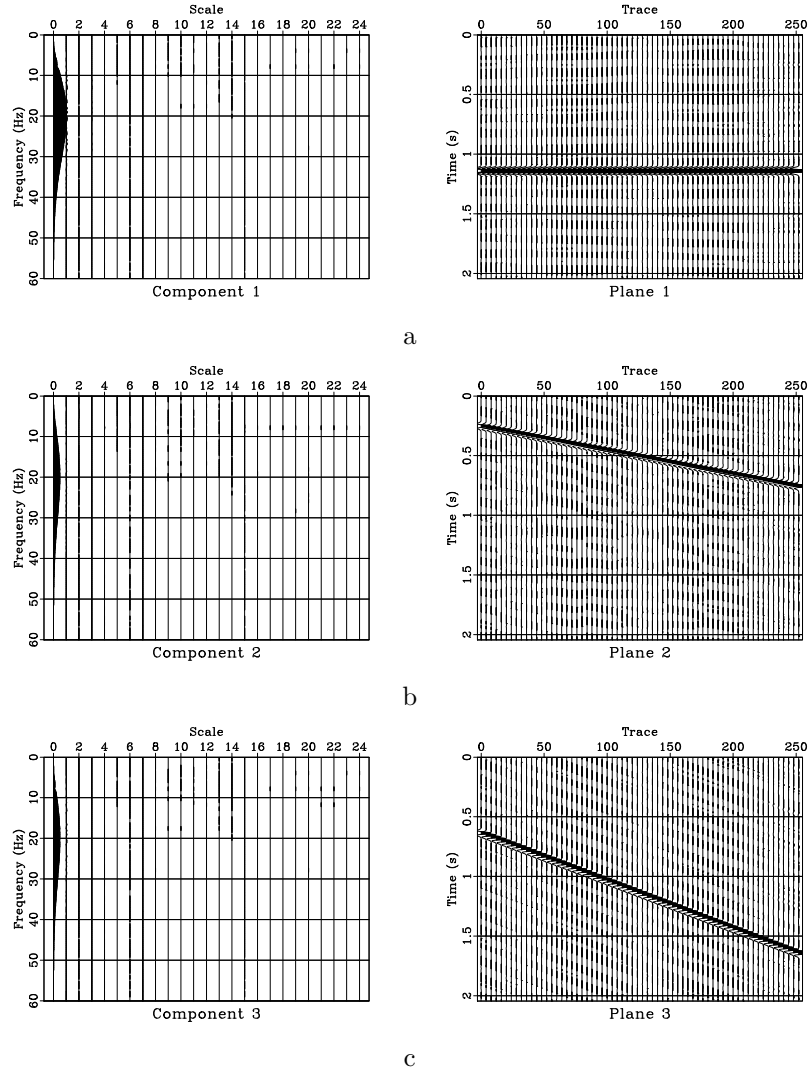 Scale
0 2 4 6 8 10 12 14 16 18 20 22 24
Frequency (Hz)
0 10 20 30 40 50 60
Component 1
Trace
0 50 100 150 200 250
Time (s)
0 0.5 1 1.5 2
Plane 1
a
Scale
0 2 4 6 8 10 12 14 16 18 20 22 24
Frequency (Hz)
0 10 20 30 40 50 60
Component 2
Trace
0 50 100 150 200 250
Time (s)
0 0.5 1 1.5 2
Plane 2
b
Scale
0 2 4 6 8 10 12 14 16 18 20 22 24
Frequency (Hz)
0 10 20 30 40 50 60
Component 3
Trace
0 50 100 150 200 250
Time (s)
0 0.5 1 1.5 2
Plane 3
c